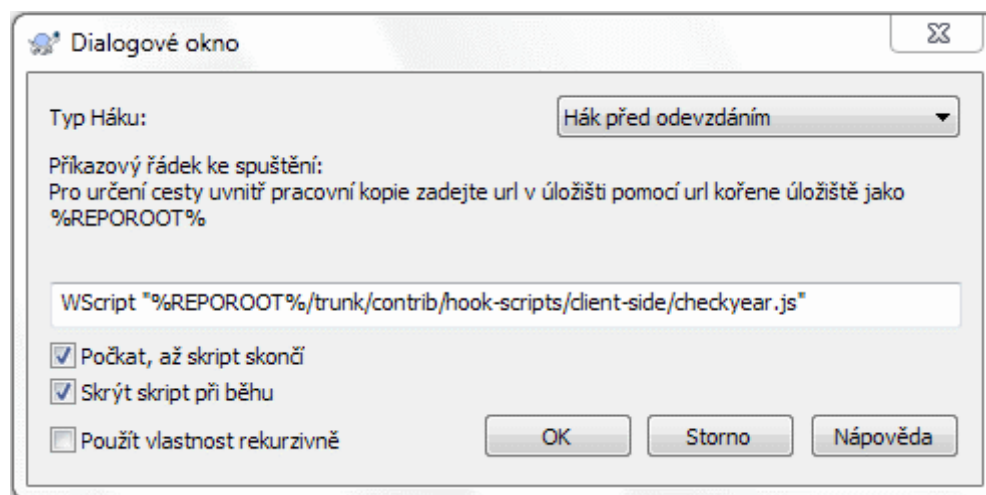 Dialogové okno
Typ Háku:
Hák před odevzdáním
Příkazový řádek ke spuštění:
Pro určení cesty uvnitř pracovní kopie zadejte url v úložišti pomocí url kořene úložiště jako
%REPOROOT%
WScript "%REPOROOT%/trunk/contrib/hook-scripts/client-side/checkyear.js"
Počkat, až skript skončí
Skrýt skript při běhu
Použít vlastnost rekurzivně
OK
Storno
Nápověda